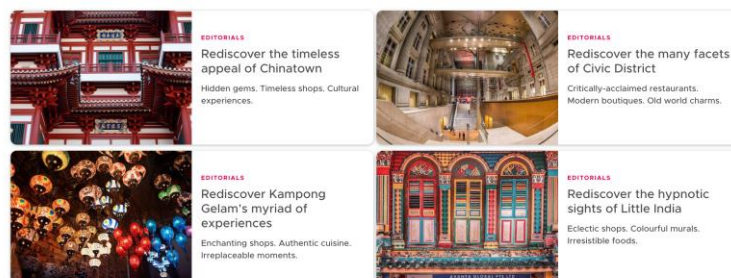 EDITORIALS
Rediscover the timeless
appeal of Chinatown
Hidden gems. Timeless shops. Cultural
experiences.
EDITORIALS
Rediscover the many facets
of Civic District
Critically-acclaimed restaurants.
Modern boutiques. Old world charms.
EDITORIALS
Rediscover Kampong
Gelam's myriad of
experiences
Enchanting shops. Authentic cuisine.
Irreplaceable moments.
EDITORIALS
Rediscover the hypnotic
sights of Little India
Eclectic shops. Colourful murals.
Irresistible foods.